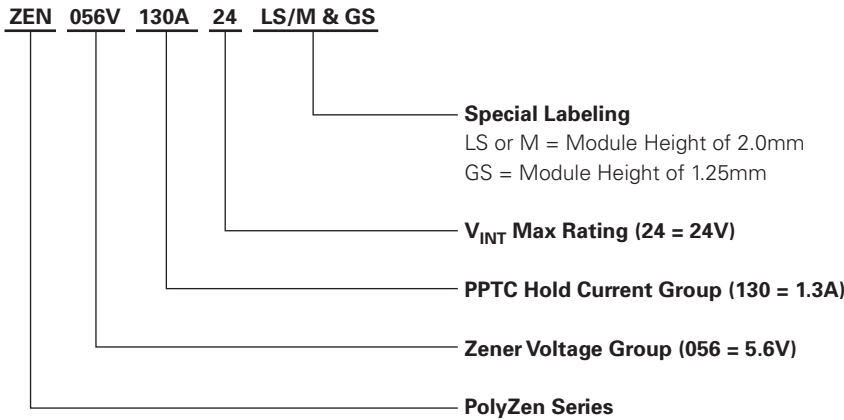 ZEN 056V 130A 24 LS/M & GS
Special Labeling
LS or M = Module Height of 2.0mm
GS = Module Height of 1.25mm
VINT Max Rating (24 = 24V)
PPTC Hold Current Group (130 = 1.3A)
Zener Voltage Group (056 = 5.6V)
PolyZen Series